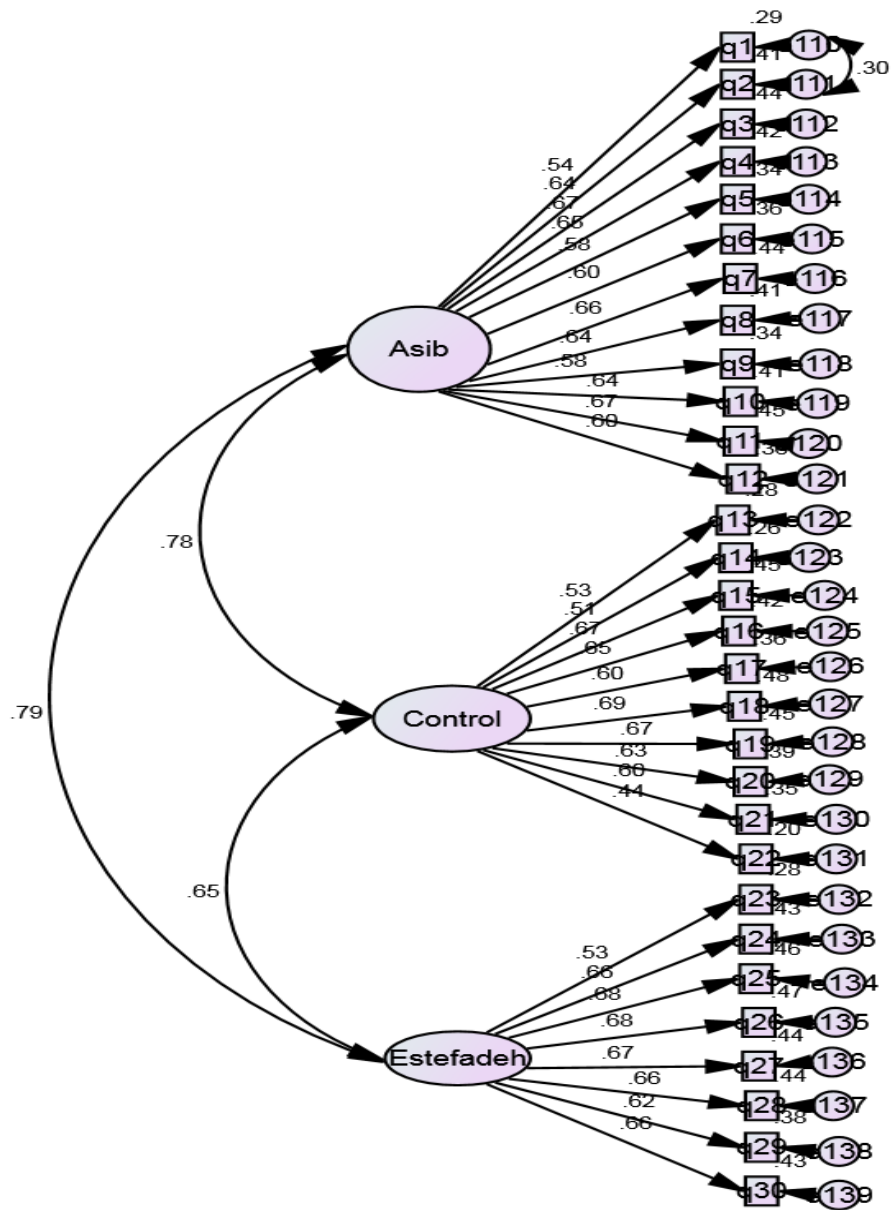 .29
q1 e110
.30
.41
q2 e111
.44
q3 e112
.42
q4 e113
.34
q5 e114
.36
q6 e115
.44
q7 e116
.41
q8 e117
.34
q9 e118
.41
q10 e119
.45
q11 e120
.36
q12 e121
.54
.64
.67
.65
.58
.60
.66
.64
.58
.64
.67
.60
Asib
.78
.28
q13 e122
.26
q14 e123
.45
q15 e124
.42
q16 e125
.36
q17 e126
.48
q18 e127
.45
q19 e128
.39
q20 e129
.35
q21 e130
.20
q22 e131
.53
.51
.67
.65
.60
.69
.67
.63
.60
.44
Control
.79
.65
.28
q23 e132
.43
q24 e133
.46
q25 e134
.47
q26 e135
.44
q27 e136
.44
q28 e137
.38
q29 e138
.43
q30 e139
.53
.66
.68
.68
.67
.66
.62
.66
Estefadeh